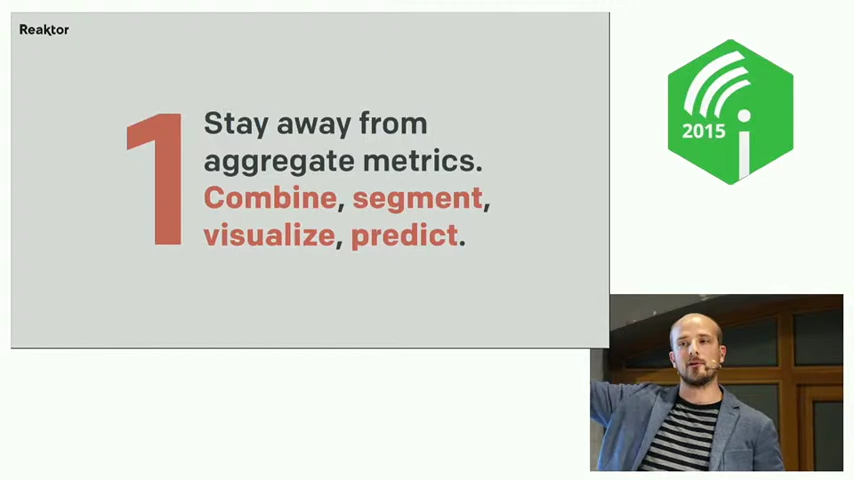 Reaktor
1
Stay away from
aggregate metrics.
Combine, segment,
visualize, predict.
2015